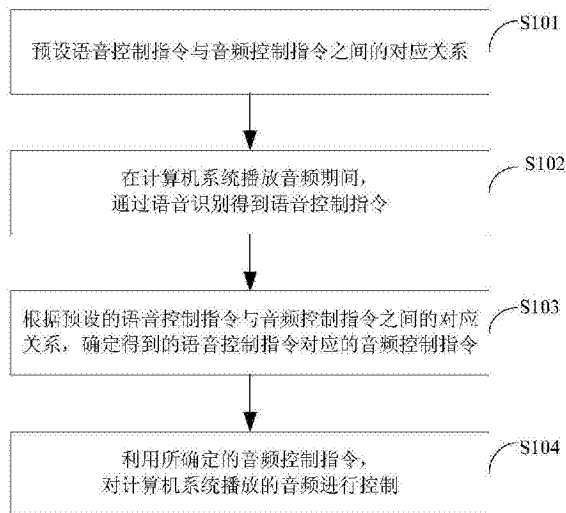 S101
预设语音控制指令与音频控制指令之间的对应关系
S102
在计算机系统播放音频期间，
通过语音识别得到语音控制指令
S103
根据预设的语音控制指令与音频控制指令之间的对应
关系，确定得到的语音控制指令对应的音频控制指令
S104
利用所确定的音频控制指令，
对计算机系统播放的音频进行控制